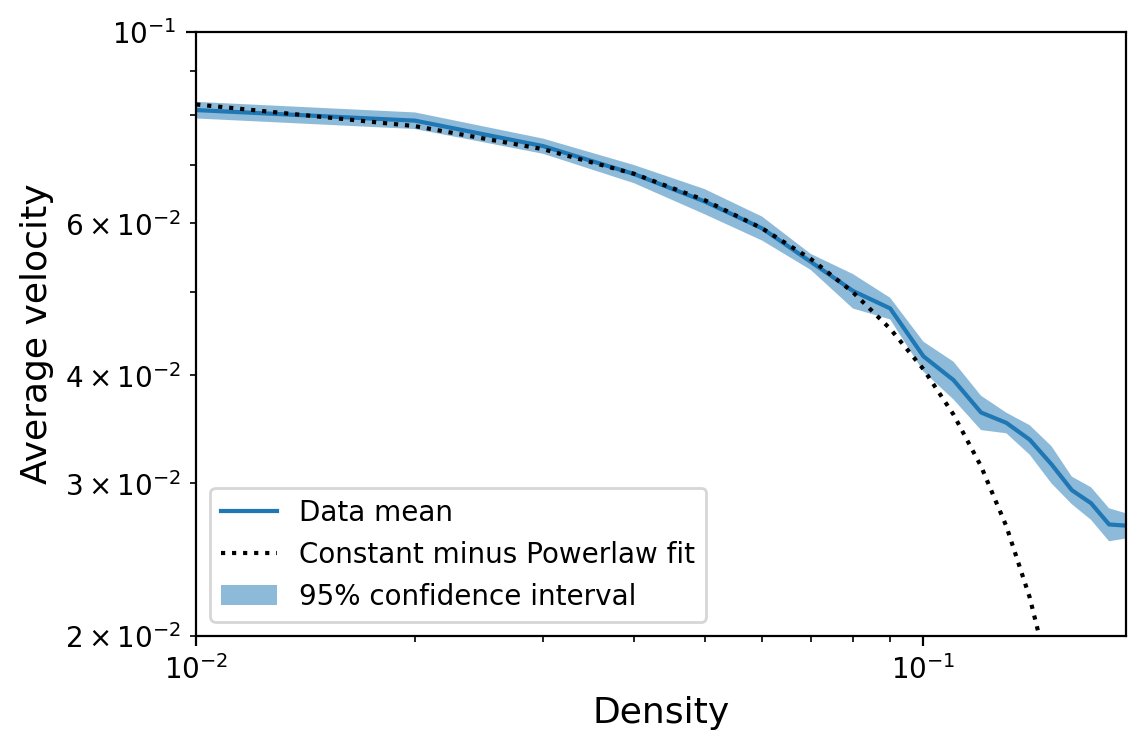 10⁻¹
6 × 10⁻²
4 × 10⁻²
3 × 10⁻²
2 × 10⁻²
Average velocity
Data mean
Constant minus Powerlaw fit
95% confidence interval
10⁻²
10⁻¹
Density